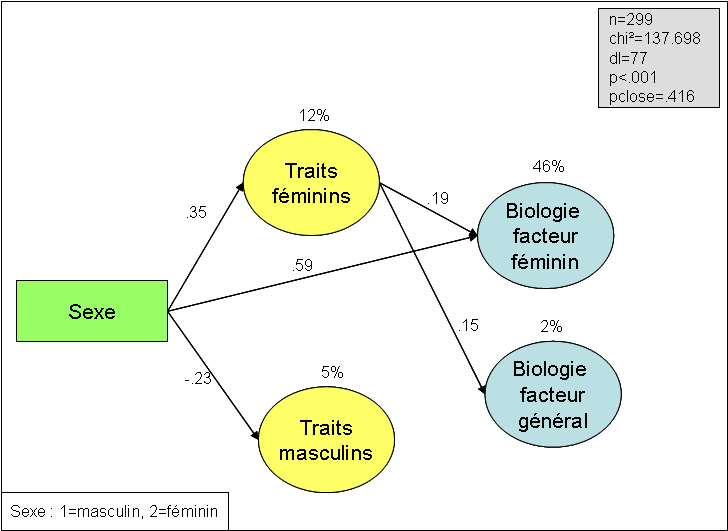 n=299
chi²=137.698
dl=77
p<.001
pclose=.416
12%
Traits
féminins
46%
.19
Biologie
facteur
féminin
.35
.59
Sexe
.15
2%
Biologie
facteur
général
-.23
5%
Traits
masculins
Sexe : 1=masculin, 2=féminin